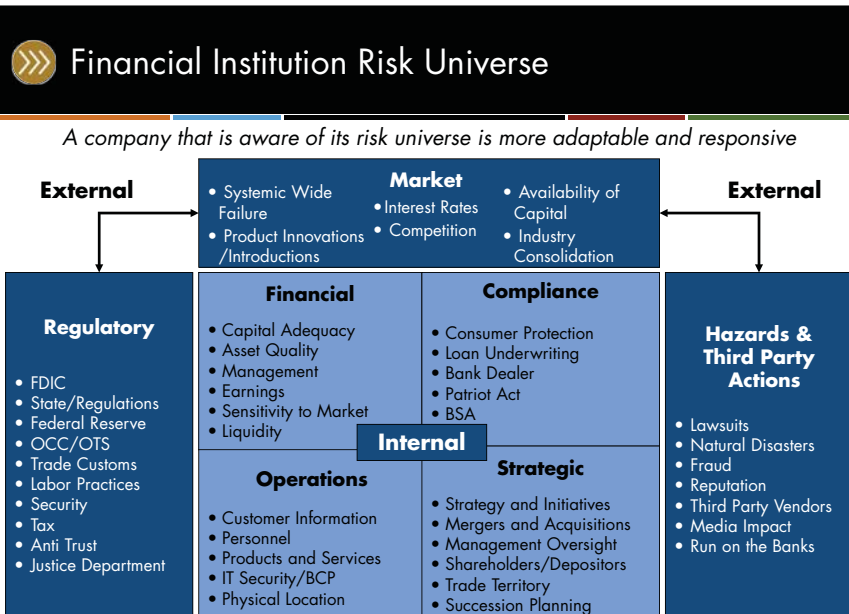 Financial Institution Risk Universe
A company that is aware of its risk universe is more adaptable and responsive
External
Market
• Systemic Wide
Failure
• Product Innovations
/Introductions
• Interest Rates
• Competition
• Availability of
Capital
• Industry
Consolidation
External
Regulatory
• FDIC
• State/Regulations
• Federal Reserve
• OCC/OTS
• Trade Customs
• Labor Practices
• Security
• Tax
• Anti Trust
• Justice Department
Financial
• Capital Adequacy
• Asset Quality
• Management
• Earnings
• Sensitivity to Market
• Liquidity
Compliance
• Consumer Protection
• Loan Underwriting
• Bank Dealer
• Patriot Act
• BSA
Internal
Operations
• Customer Information
• Personnel
• Products and Services
• IT Security/BCP
• Physical Location
Strategic
• Strategy and Initiatives
• Mergers and Acquisitions
• Management Oversight
• Shareholders/Depositors
• Trade Territory
• Succession Planning
Hazards &
Third Party
Actions
• Lawsuits
• Natural Disasters
• Fraud
• Reputation
• Third Party Vendors
• Media Impact
• Run on the Banks